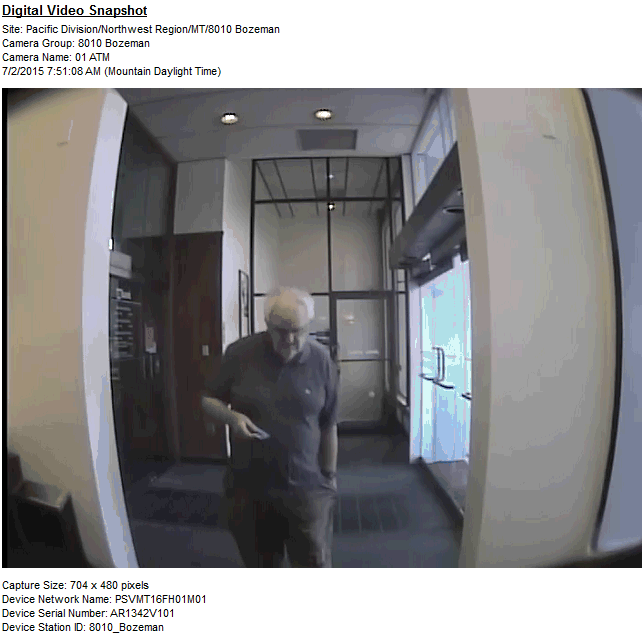 Digital Video Snapshot
Site: Pacific Division/Northwest Region/MT/8010 Bozeman
Camera Group: 8010 Bozeman
Camera Name: 01 ATM
7/2/2015 7:51:08 AM (Mountain Daylight Time)
Capture Size: 704 x 480 pixels
Device Network Name: PSVMT16FH01M01
Device Serial Number: AR1342V101
Device Station ID: 8010_Bozeman